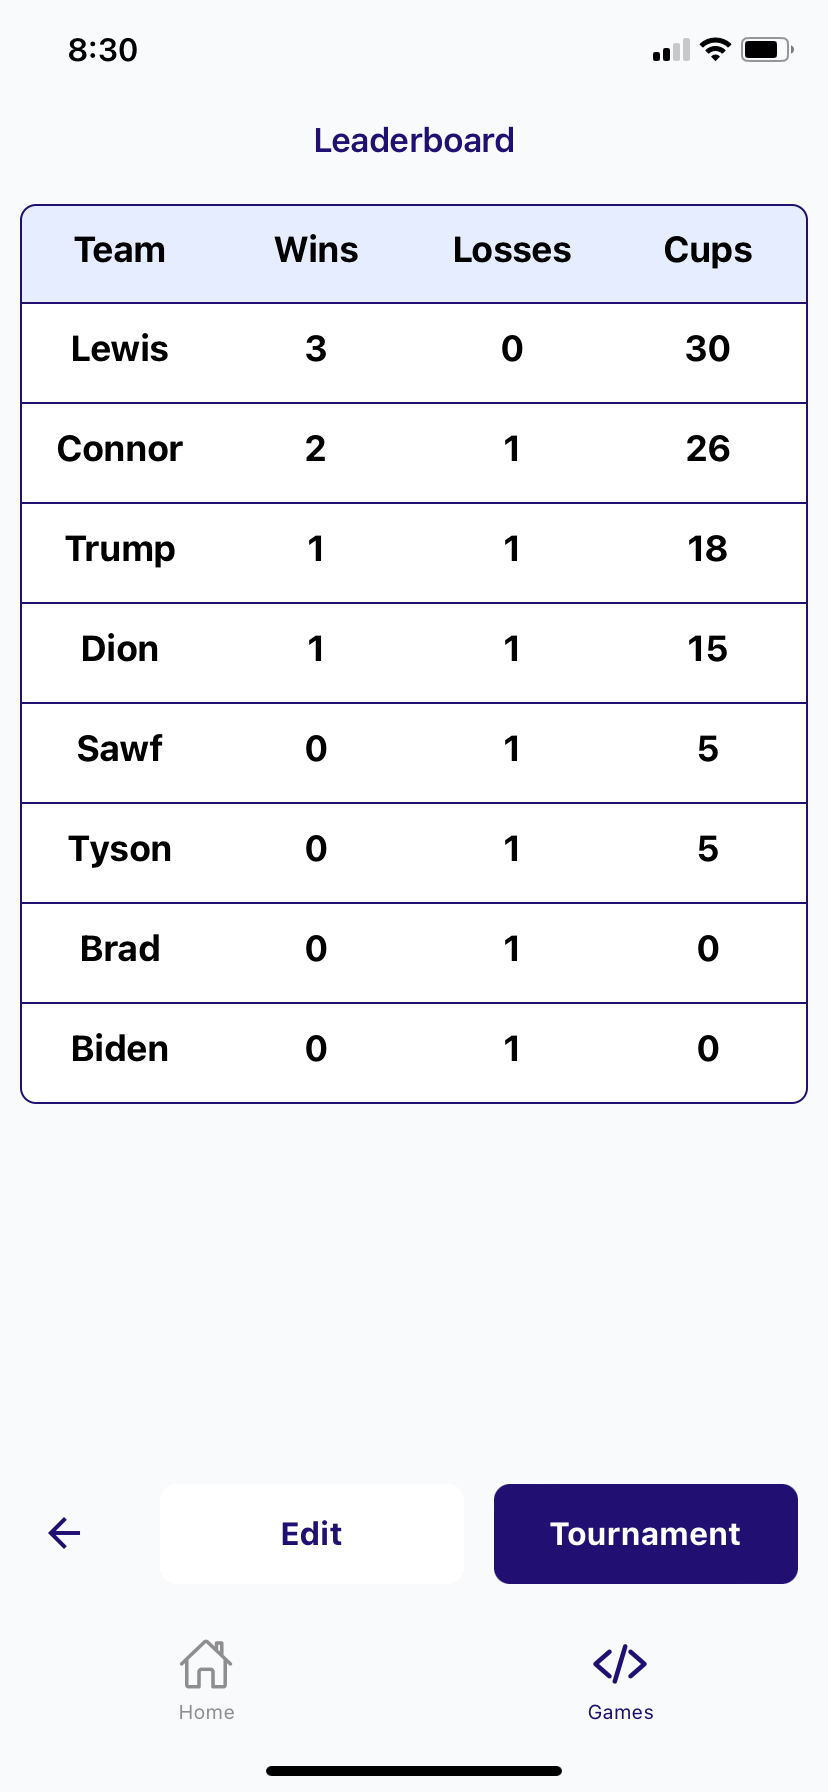 8:30
Leaderboard
Team Wins Losses Cups
Lewis 3 0 30
Connor 2 1 26
Trump 1 1 18
Dion 1 1 15
Sawf 0 1 5
Tyson 0 1 5
Brad 0 1 0
Biden 0 1 0
Edit Tournament
Home Games